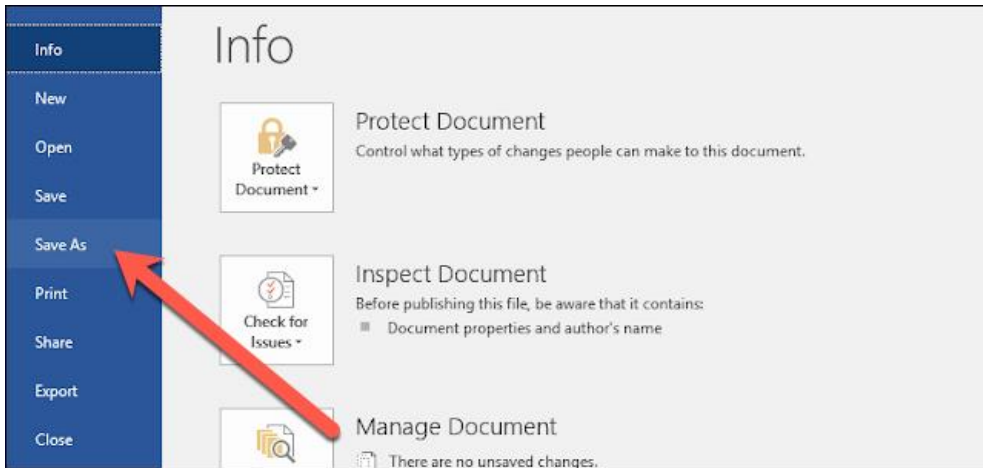 Info
New
Open
Save
Save As
Print
Share
Export
Close
Info
Protect
Document
Protect Document
Control what types of changes people can make to this document.
Check for
Issues
Inspect Document
Before publishing this file, be aware that it contains:
Document properties and author's name
Manage Document
There are no unsaved changes.